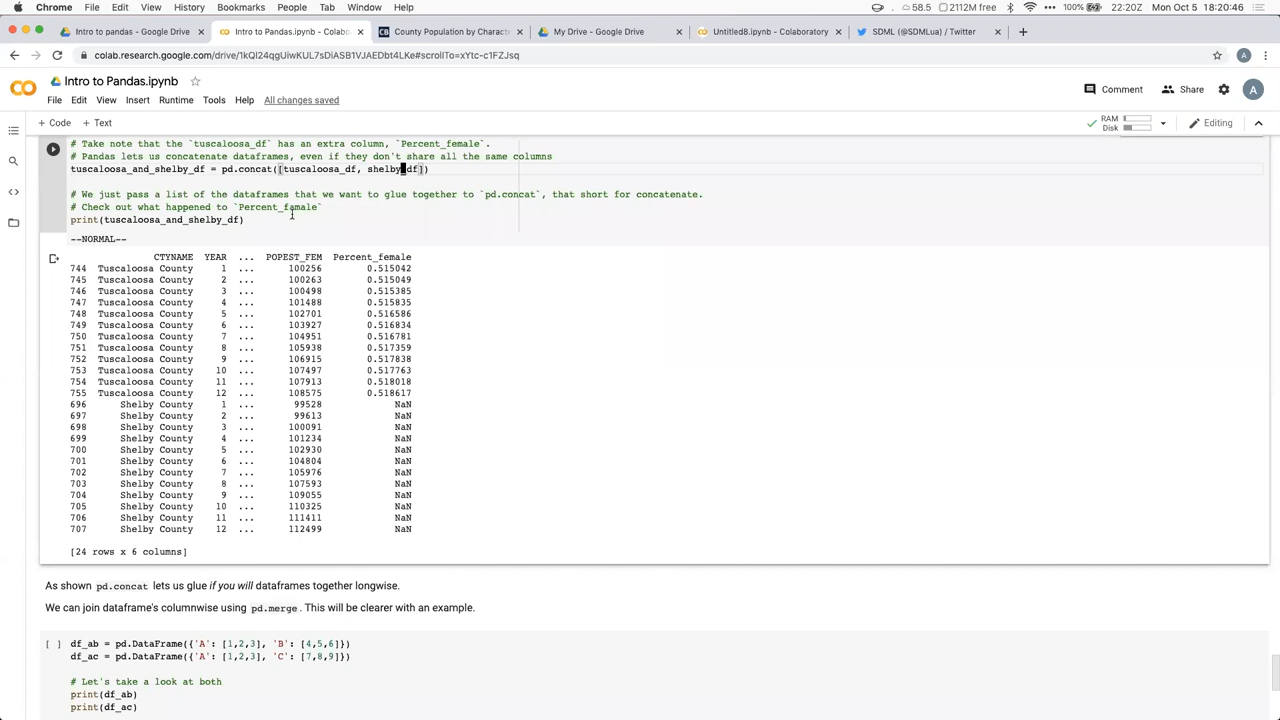 Chrome File Edit View History Bookmarks People Tab Window Help 58.5 2112M free 100% 22:20Z Mon Oct 5 18:20:46
Intro to pandas - Google Drive Intro to Pandas.ipynb - Colabo County Population by Charact My Drive - Google Drive Untitled8.ipynb - Colaboratory SDML (@SDMLua) / Twitter
colab.research.google.com/drive/1kQl24qgUiwKUL7sDiASB1VJAEDbt4LKe#scrollTo=xYtc-c1FZJsq
Intro to Pandas.ipynb
File Edit View Insert Runtime Tools Help All changes saved
Comment Share A
+ Code + Text
RAM
Disk
Editing
# Take note that the `tuscaloosa_df` has an extra column, `Percent_female`.
# Pandas lets us concatenate dataframes, even if they don't share all the same columns
tuscaloosa_and_shelby_df = pd.concat([tuscaloosa_df, shelby_df])
# We just pass a list of the dataframes that we want to glue together to `pd.concat`, that short for concatenate.
# Check out what happened to `Percent_famale`
print(tuscaloosa_and_shelby_df)
--NORMAL--
CTYNAME YEAR ... POPEST_FEM Percent_female
744 Tuscaloosa County 1 ... 100256 0.515042
745 Tuscaloosa County 2 ... 100263 0.515049
746 Tuscaloosa County 3 ... 100498 0.515385
747 Tuscaloosa County 4 ... 101488 0.515835
748 Tuscaloosa County 5 ... 102701 0.516586
749 Tuscaloosa County 6 ... 103927 0.516834
750 Tuscaloosa County 7 ... 104951 0.516781
751 Tuscaloosa County 8 ... 105938 0.517359
752 Tuscaloosa County 9 ... 106915 0.517838
753 Tuscaloosa County 10 ... 107497 0.517763
754 Tuscaloosa County 11 ... 107913 0.518018
755 Tuscaloosa County 12 ... 108575 0.518617
696 Shelby County 1 ... 99528 NaN
697 Shelby County 2 ... 99613 NaN
698 Shelby County 3 ... 100091 NaN
699 Shelby County 4 ... 101234 NaN
700 Shelby County 5 ... 102930 NaN
701 Shelby County 6 ... 104804 NaN
702 Shelby County 7 ... 105976 NaN
703 Shelby County 8 ... 107593 NaN
704 Shelby County 9 ... 109055 NaN
705 Shelby County 10 ... 110325 NaN
706 Shelby County 11 ... 111411 NaN
707 Shelby County 12 ... 112499 NaN
[24 rows x 6 columns]
As shown pd.concat lets us glue if you will dataframes together longwise.
We can join dataframe's columnwise using pd.merge. This will be clearer with an example.
[ ] df_ab = pd.DataFrame({'A': [1,2,3], 'B': [4,5,6]})
df_ac = pd.DataFrame({'A': [1,2,3], 'C': [7,8,9]})
# Let's take a look at both
print(df_ab)
print(df_ac)